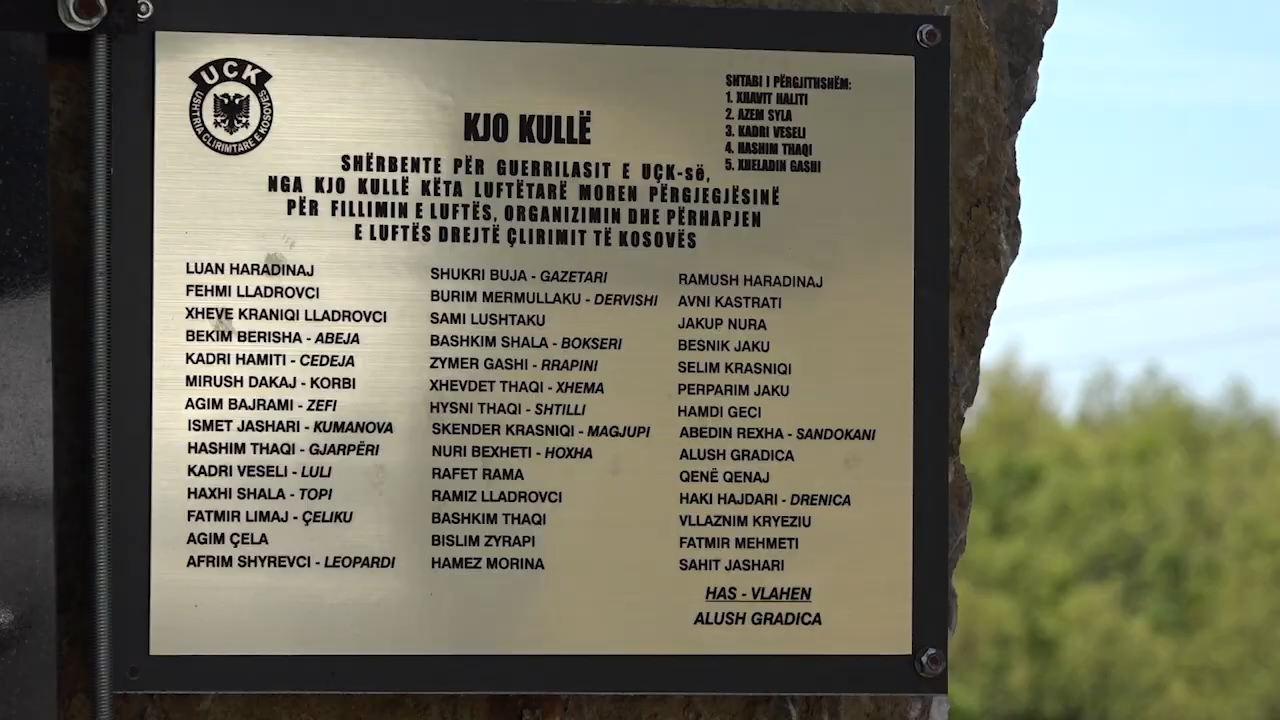 UÇK
USHTRIA ÇLIRIMTARE E KOSOVËS
SHTABI I PËRGJITHSHËM:
1. XHAVIT HALITI
2. AZEM SYLA
3. KADRI VESELI
4. HASHIM THAQI
5. XHELADIN GASHI
KJO KULLË
SHËRBENTE PËR GUERRILASIT E UÇK-së,
NGA KJO KULLË KËTA LUFTËTARË MOREN PËRGJEGJËSINË
PËR FILLIMIN E LUFTËS, ORGANIZIMIN DHE PËRHAPJEN
E LUFTËS DREJTË ÇLIRIMIT TË KOSOVËS
LUAN HARADINAJ
FEHMI LLADROVCI
XHEVE KRANIQI LLADROVCI
BEKIM BERISHA - ABEJA
KADRI HAMITI - CEDEJA
MIRUSH DAKAJ - KORBI
AGIM BAJRAMI - ZEFI
ISMET JASHARI - KUMANOVA
HASHIM THAQI - GJARPËRI
KADRI VESELI - LULI
HAXHI SHALA - TOPI
FATMIR LIMAJ - ÇELIKU
AGIM ÇELA
AFRIM SHYREVCI - LEOPARDI
SHUKRI BUJA - GAZETARI
BURIM MERMULLAKU - DERVISHI
SAMI LUSHTAKU
BASHKIM SHALA - BOKSERI
ZYMER GASHI - RRAPINI
XHEVDET THAQI - XHEMA
HYSNI THAQI - SHTILLI
SKENDER KRASNIQI - MAGJUPI
NURI BEXHETI - HOXHA
RAFET RAMA
RAMIZ LLADROVCI
BASHKIM THAQI
BISLIM ZYRAPI
HAMEZ MORINA
RAMUSH HARADINAJ
AVNI KASTRATI
JAKUP NURA
BESNIK JAKU
SELIM KRASNIQI
PERPARIM JAKU
HAMDI GECI
ABEDIN REXHA - SANDOKANI
ALUSH GRADICA
QENË QENAJ
HAKI HAJDARI - DRENICA
VLLAZNIM KRYEZIU
FATMIR MEHMETI
SAHIT JASHARI
HAS - VLAHEN
ALUSH GRADICA